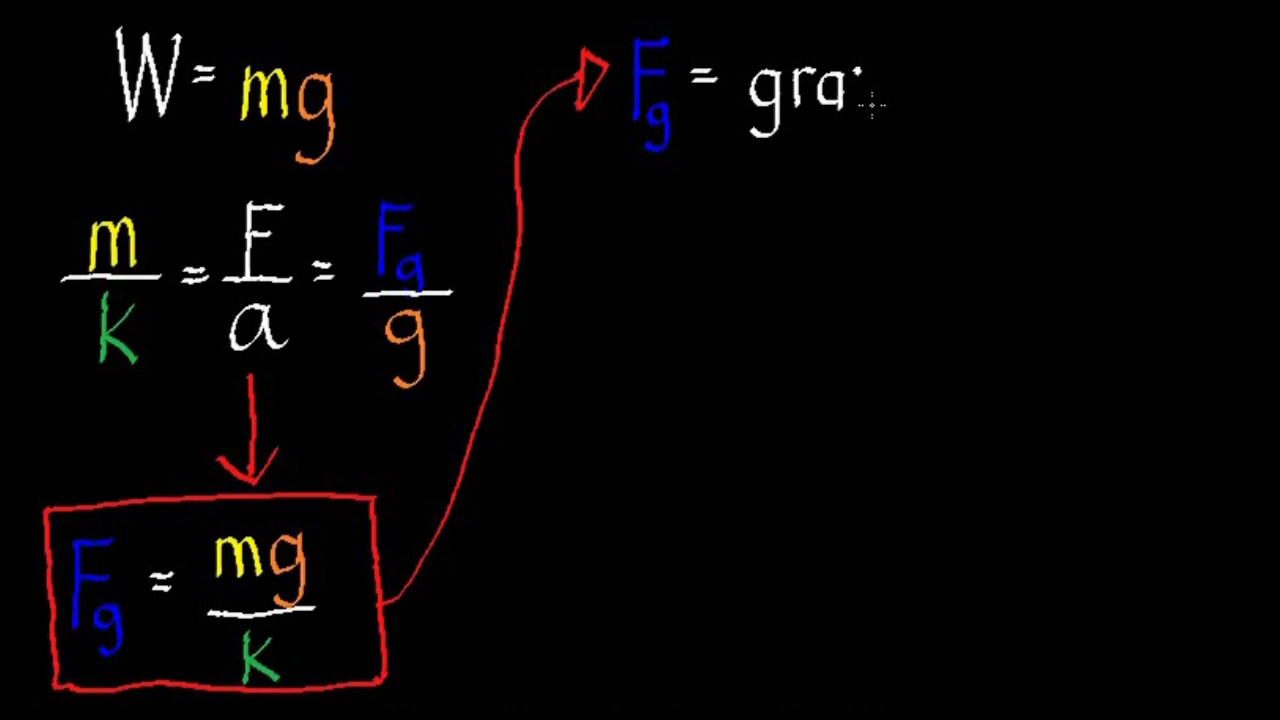 W = mg
m/k = F/a = Fg/g
Fg = mg/k
Fg = gra